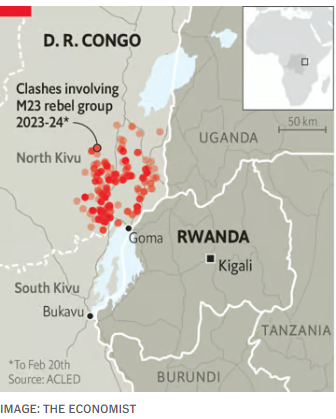 D. R. CONGO
Clashes involving
M23 rebel group
2023-24*
North Kivu
UGANDA
50 km
Goma
RWANDA
Kigali
South Kivu
Bukavu
TANZANIA
BURUNDI
*To Feb 20th
Source: ACLED
IMAGE: THE ECONOMIST